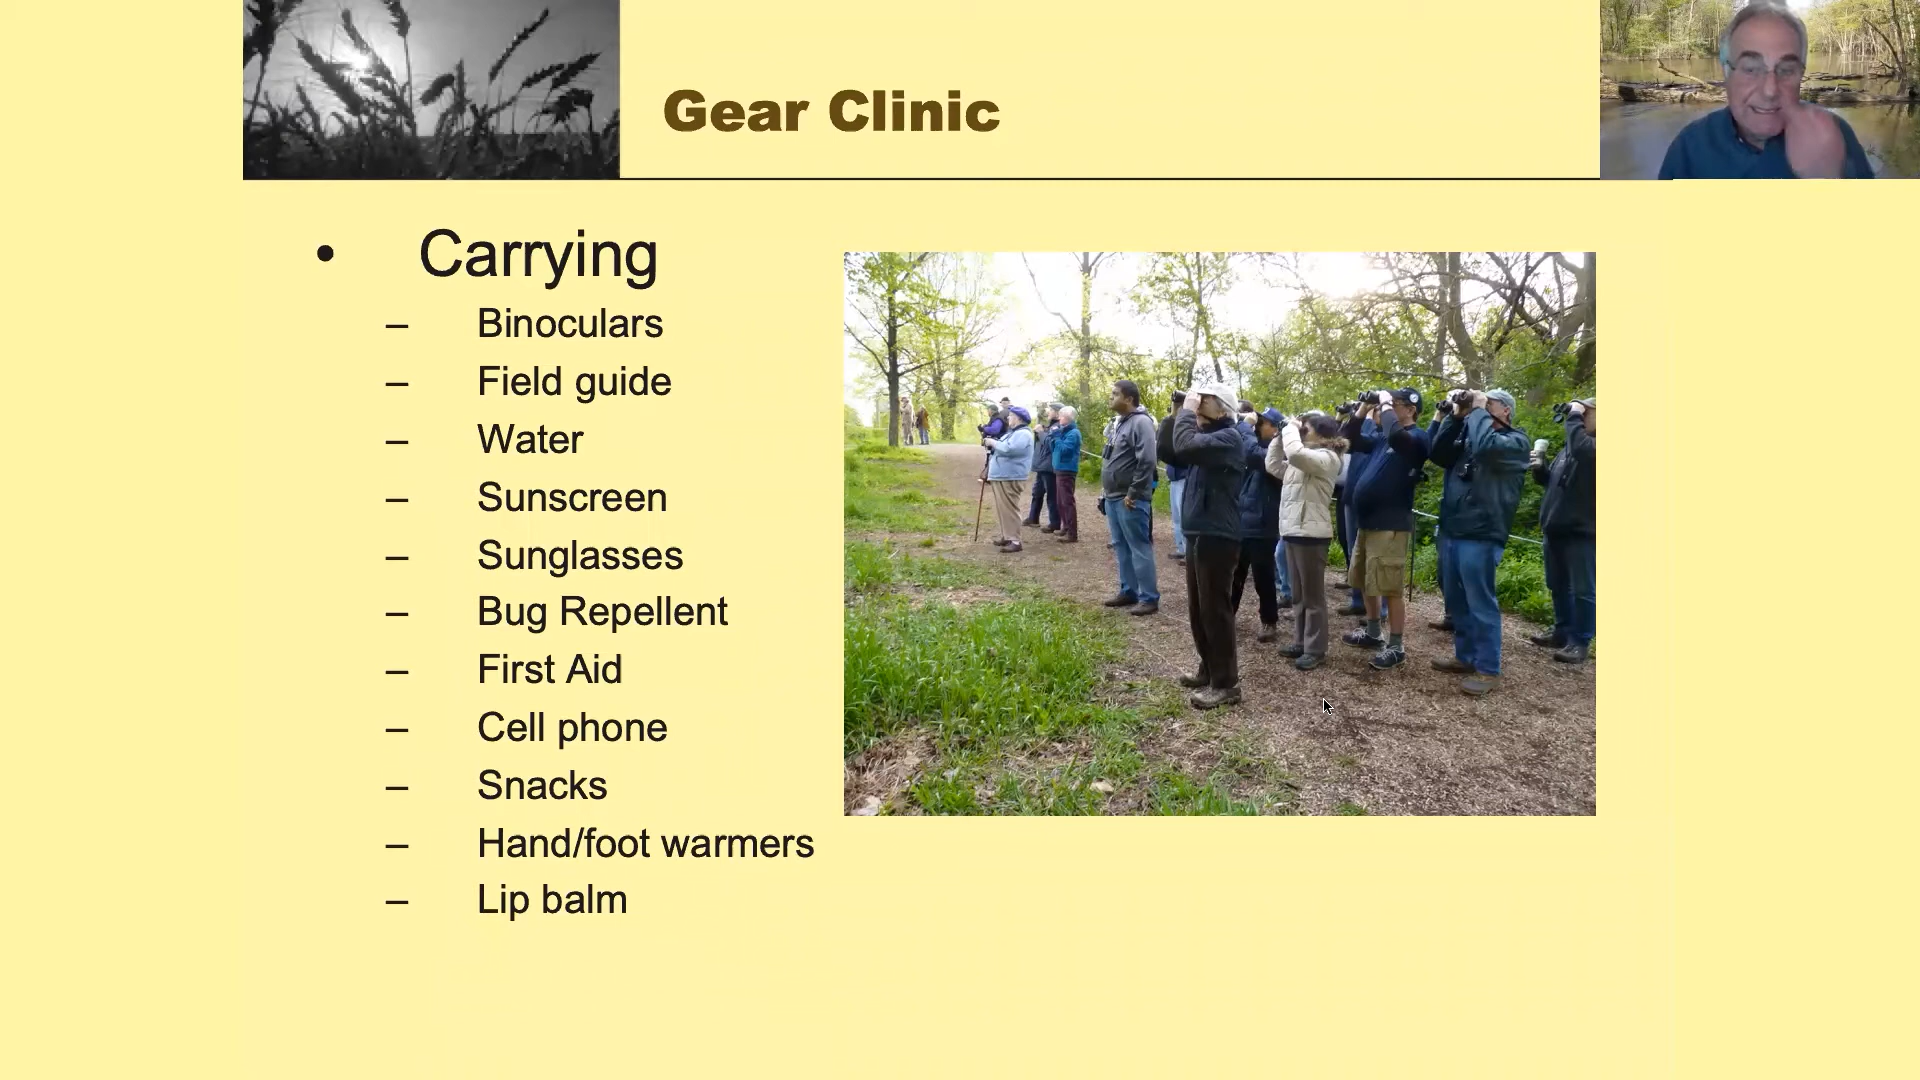 Gear Clinic
• Carrying
– Binoculars
– Field guide
– Water
– Sunscreen
– Sunglasses
– Bug Repellent
– First Aid
– Cell phone
– Snacks
– Hand/foot warmers
– Lip balm